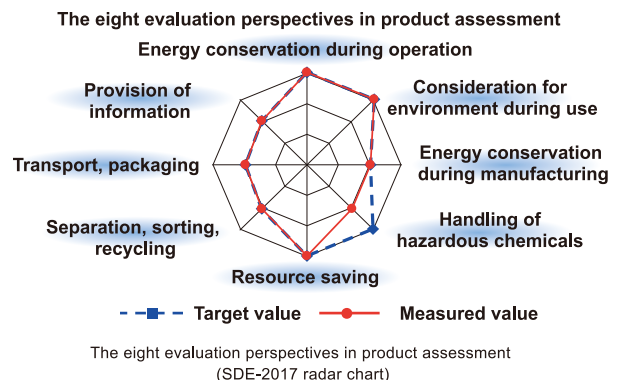 The eight evaluation perspectives in product assessment
Energy conservation during operation
Provision of
information
Consideration for
environment during use
Transport, packaging
Energy conservation
during manufacturing
Separation, sorting,
recycling
Handling of
hazardous chemicals
Resource saving
Target value
Measured value
The eight evaluation perspectives in product assessment
(SDE-2017 radar chart)